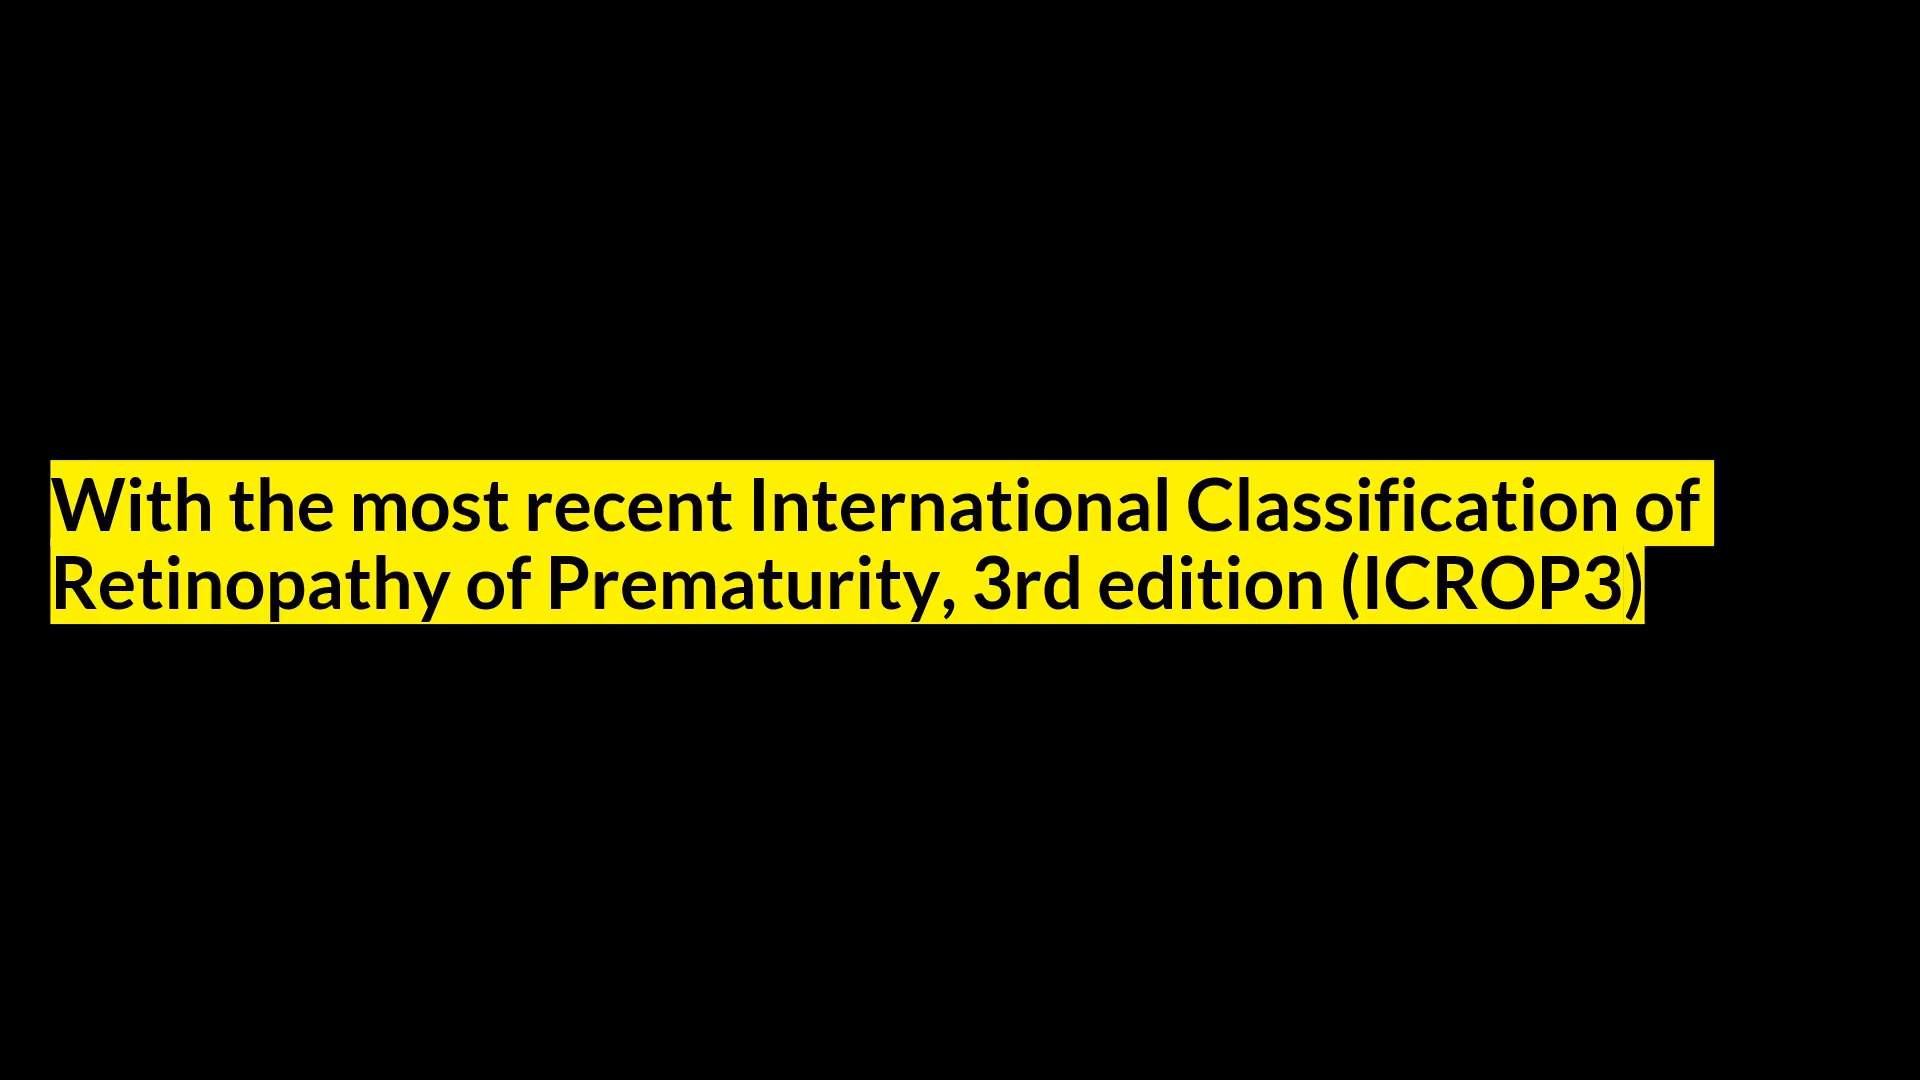 With the most recent International Classification of
Retinopathy of Prematurity, 3rd edition (ICROP3)